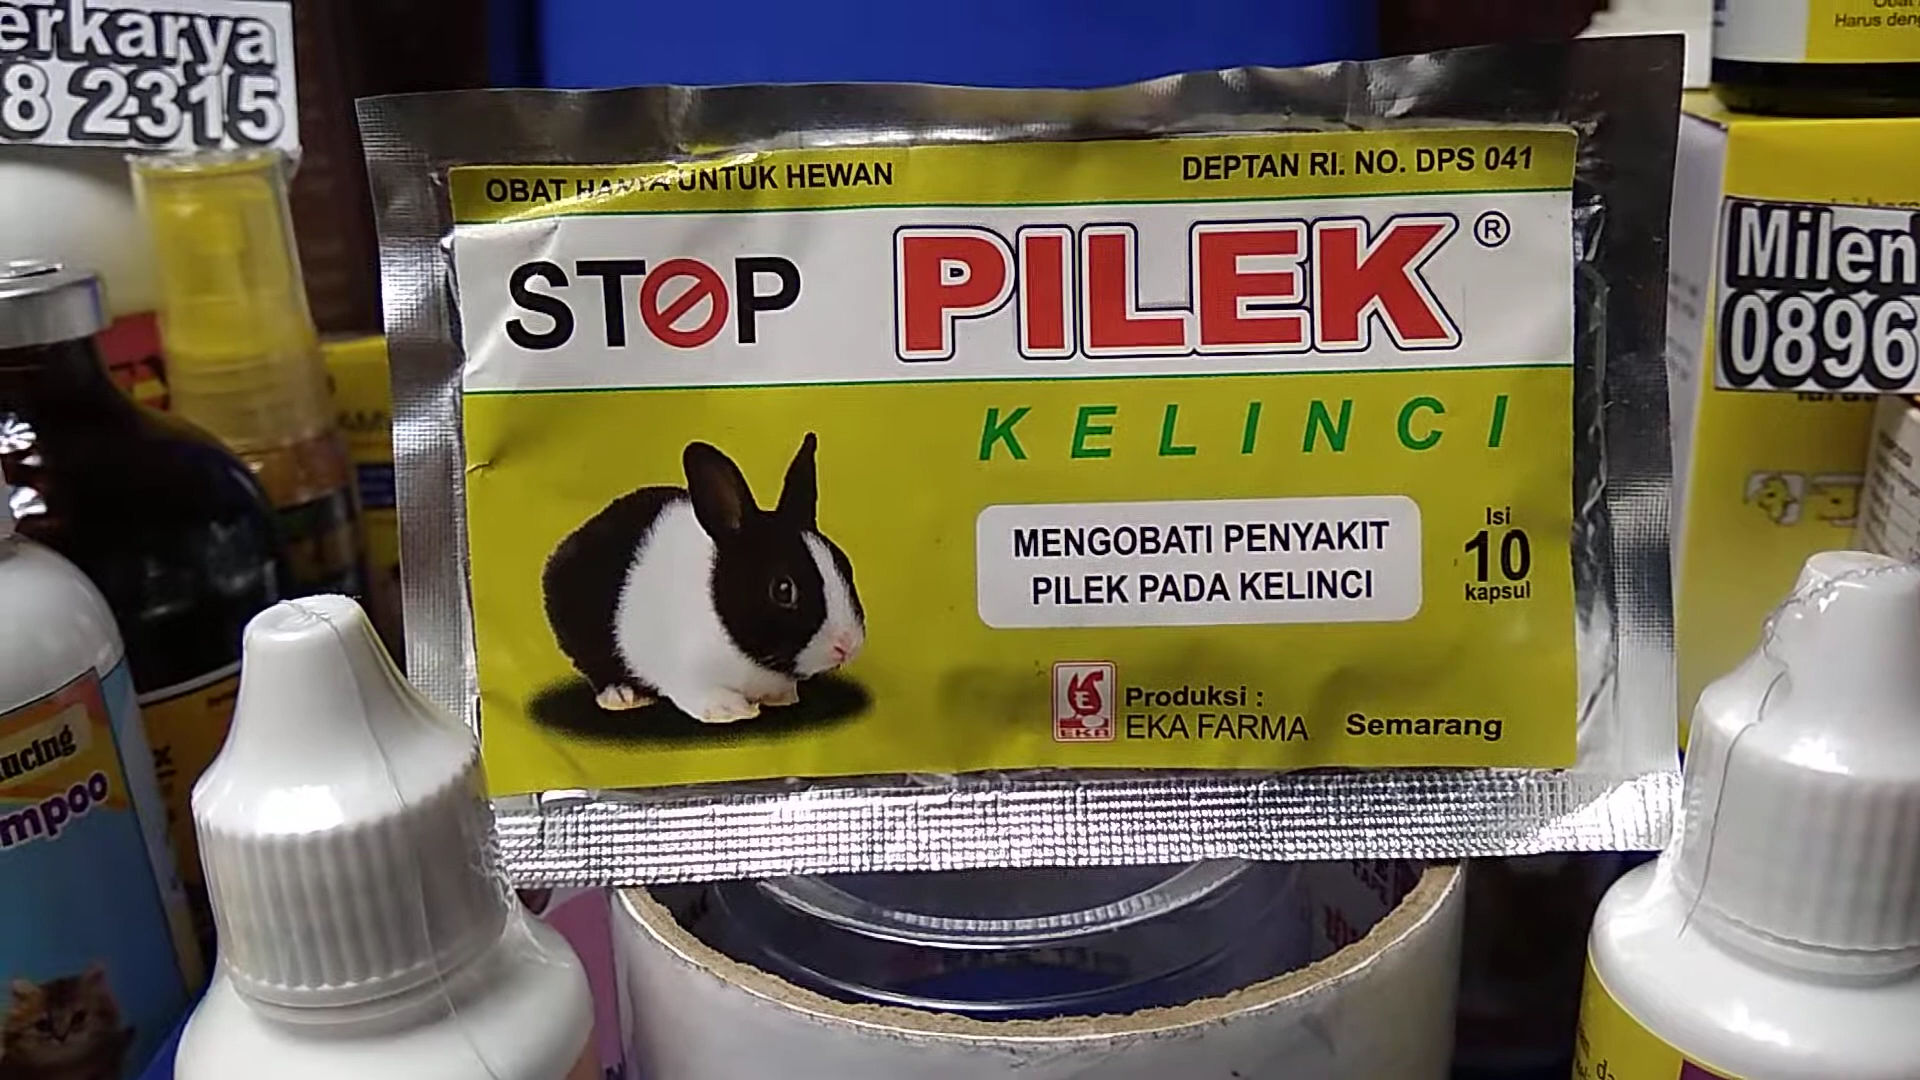 erkarya
8 2315
OBAT HANYA UNTUK HEWAN
DEPTAN RI. NO. DPS 041
STOP PILEK ®
KELINCI
MENGOBATI PENYAKIT
PILEK PADA KELINCI
Isi
10
kapsul
EKA
Produksi :
EKA FARMA Semarang
Harus den
Milen
0896
ucing
mpoo